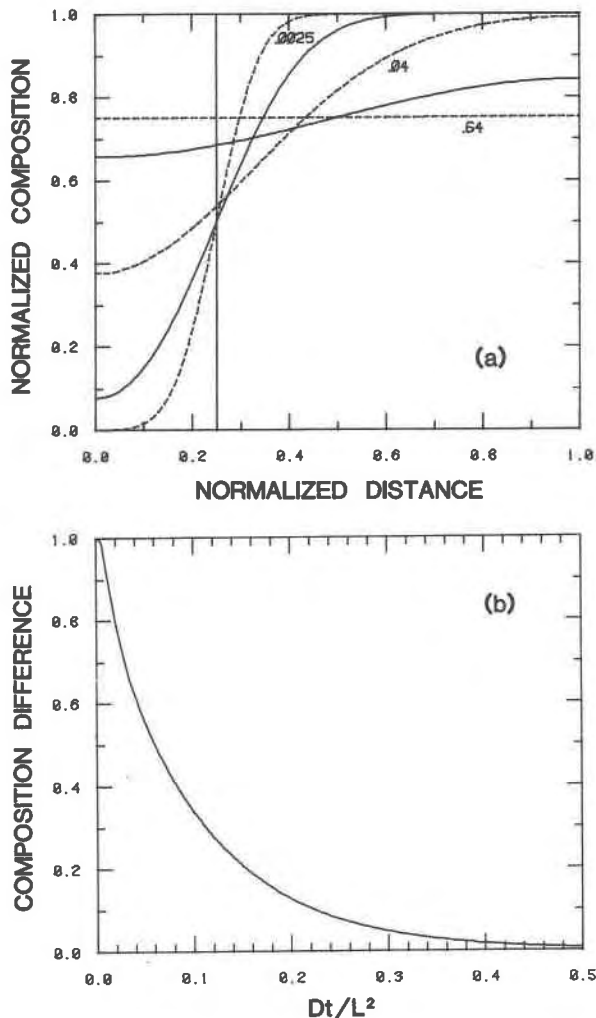 1.0
0.8
0.6
0.4
0.2
0.0
NORMALIZED COMPOSITION
.0025
.04
.64
(a)
0.0 0.2 0.4 0.6 0.8 1.0
NORMALIZED DISTANCE
1.0
0.8
0.6
0.4
0.2
0.0
COMPOSITION DIFFERENCE
(b)
0.0 0.1 0.2 0.3 0.4 0.5
Dt/L²